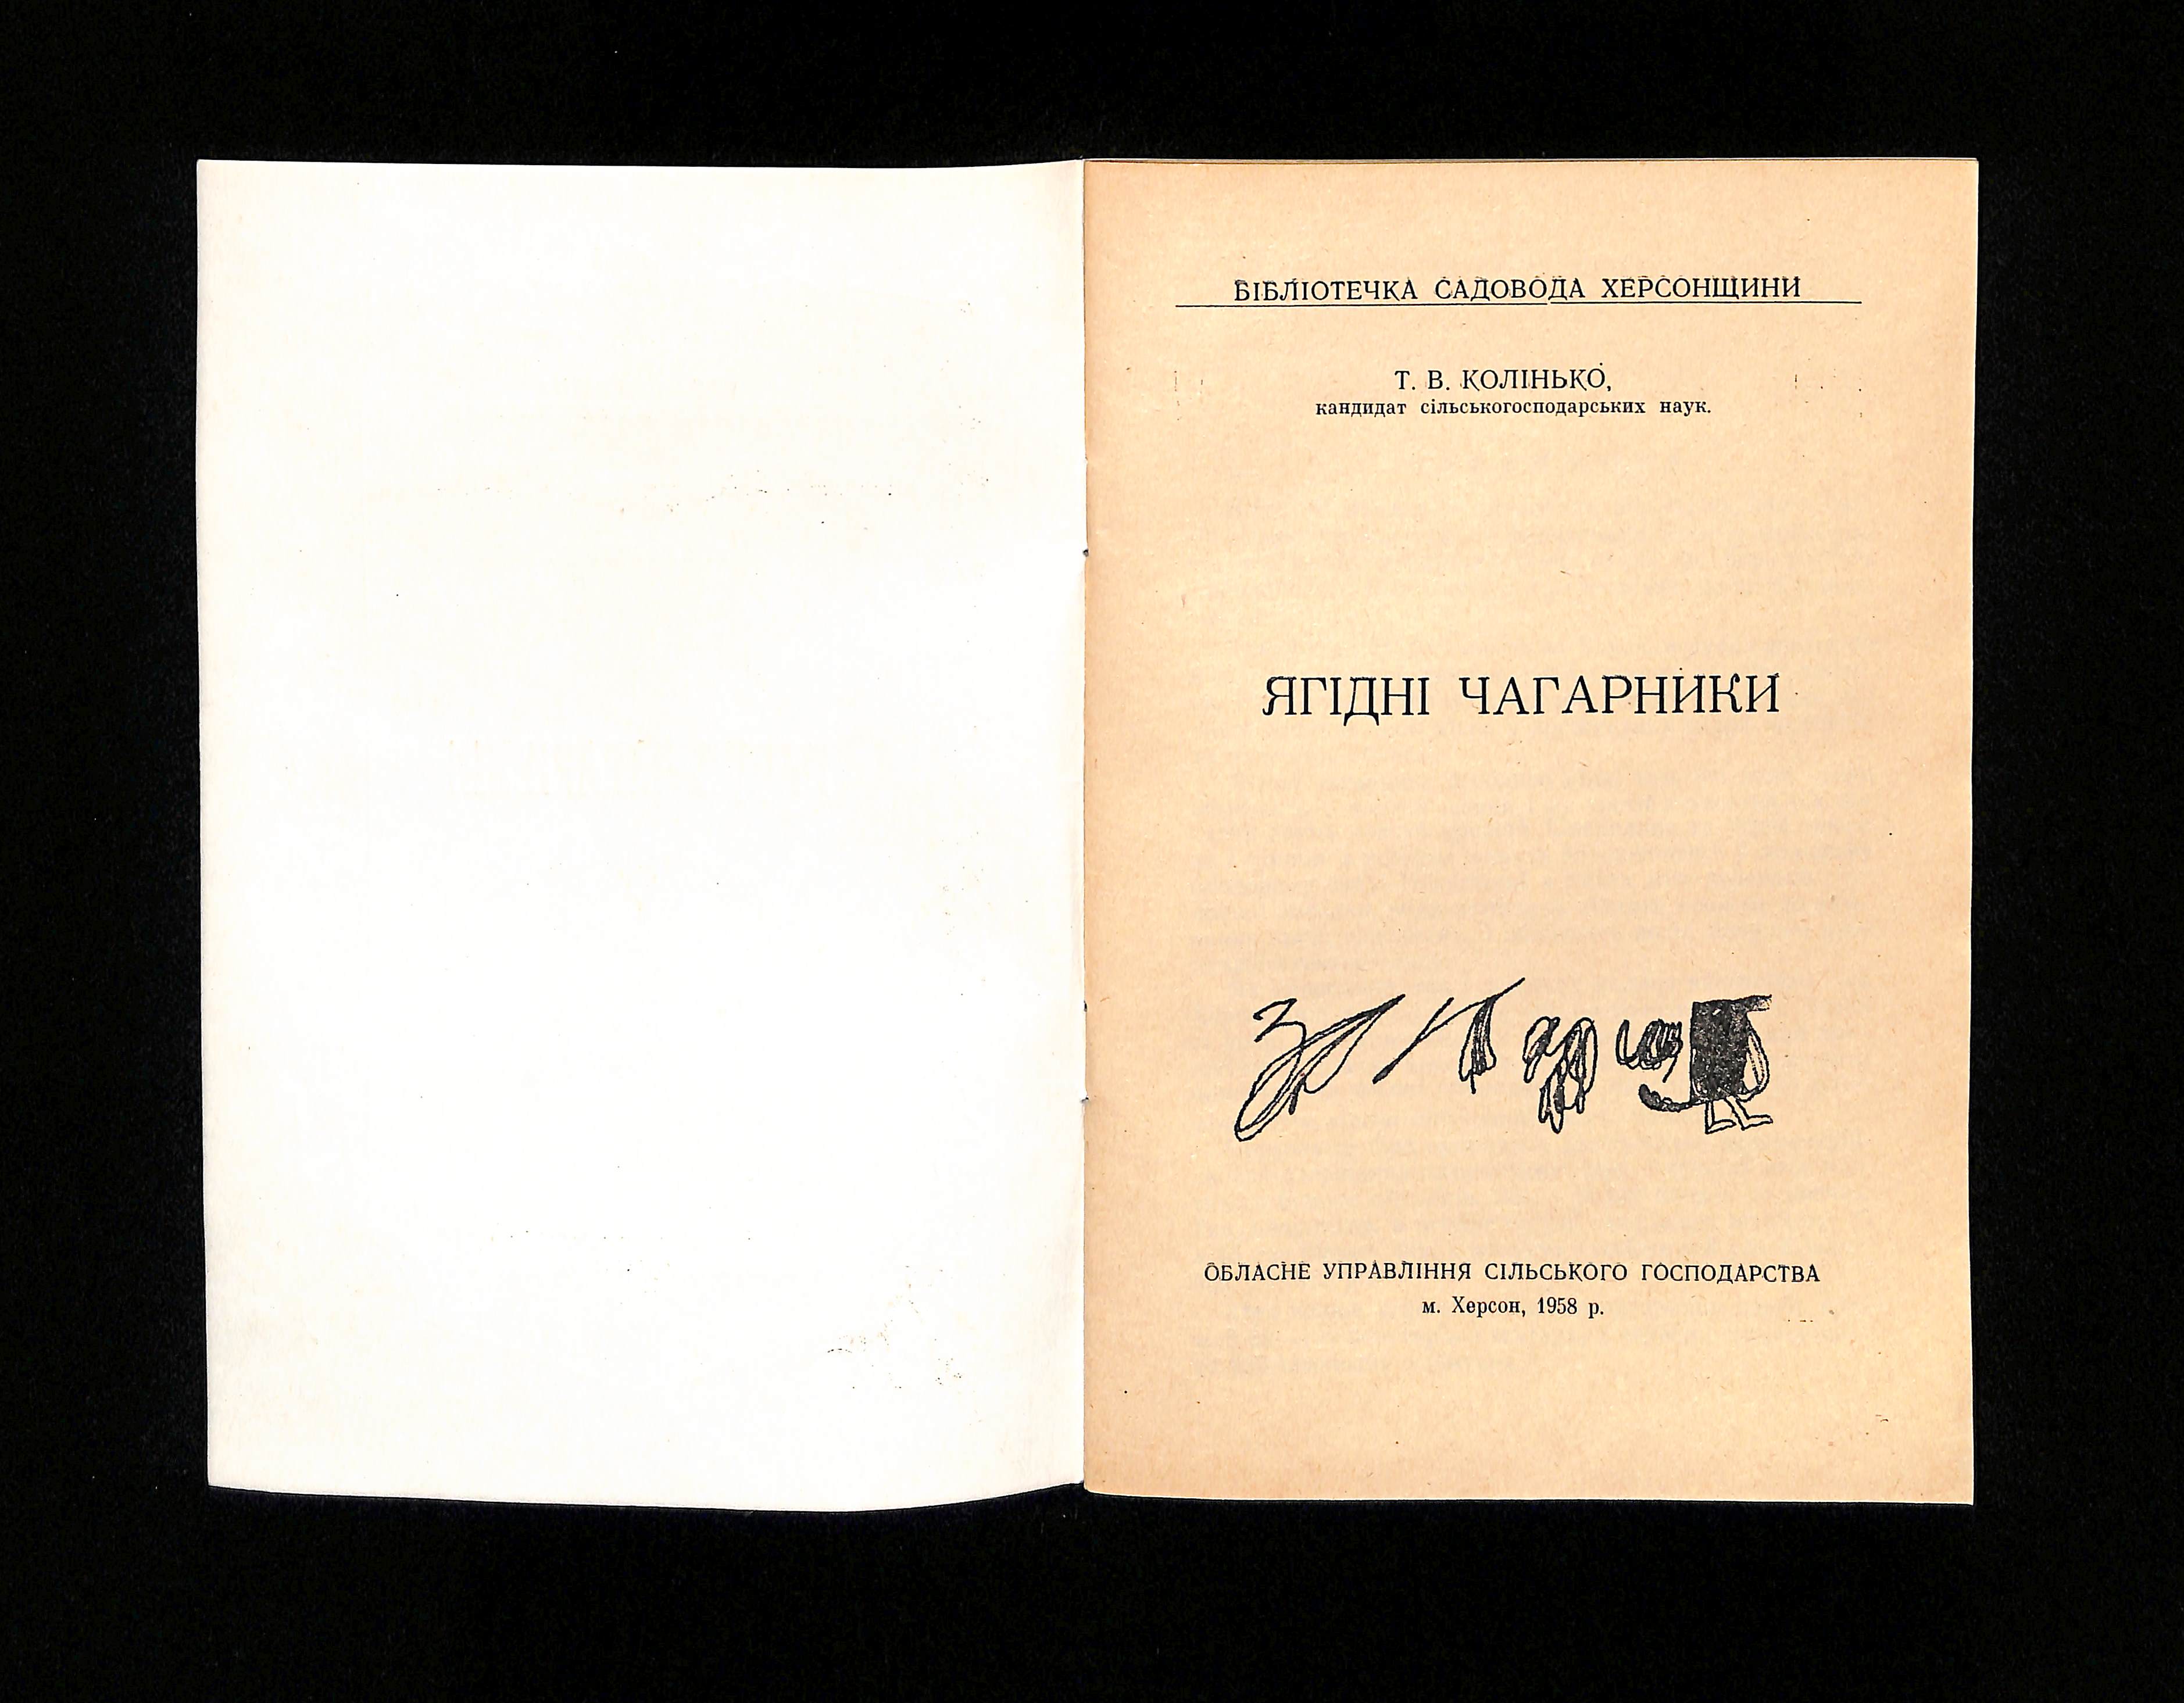 БІБЛІОТЕЧКА САДОВОДА ХЕРСОНЩИНИ
Т. В. КОЛІНЬКО,
кандидат сільськогосподарських наук.
ЯГІДНІ ЧАГАРНИКИ
ОБЛАСНЕ УПРАВЛІННЯ СІЛЬСЬКОГО ГОСПОДАРСТВА
м. Херсон, 1958 р.